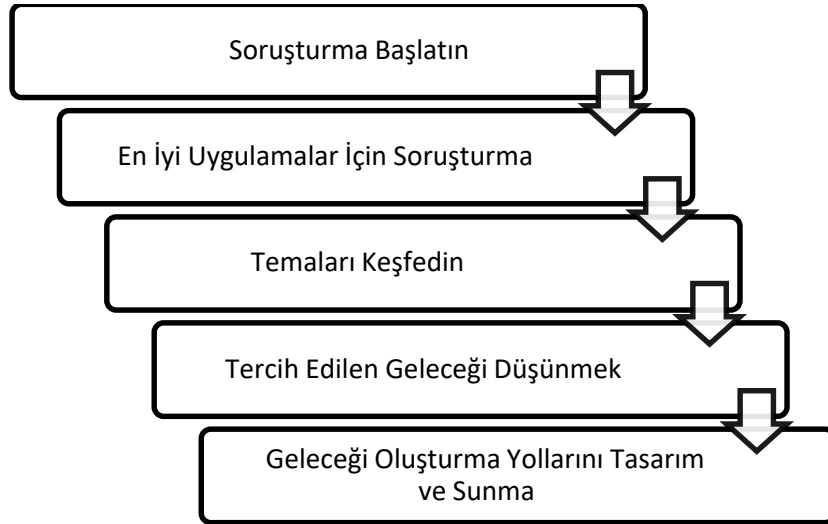 Soruşturma Başlatın
En İyi Uygulamalar İçin Soruşturma
Temaları Keşfedin
Tercih Edilen Geleceği Düşünmek
Geleceği Oluşturma Yollarını Tasarım
ve Sunma